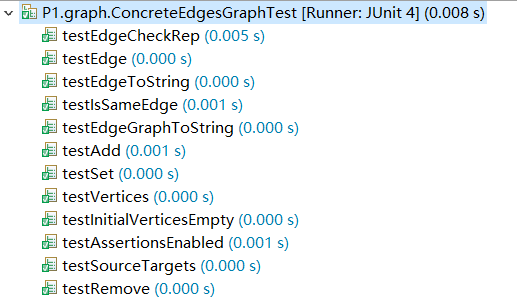 P1.graph.ConcreteEdgesGraphTest [Runner: JUnit 4] (0.008 s)
testEdgeCheckRep (0.005 s)
testEdge (0.000 s)
testEdgeToString (0.000 s)
testIsSameEdge (0.001 s)
testEdgeGraphToString (0.000 s)
testAdd (0.001 s)
testSet (0.000 s)
testVertices (0.000 s)
testInitialVerticesEmpty (0.000 s)
testAssertionsEnabled (0.001 s)
testSourceTargets (0.000 s)
testRemove (0.000 s)